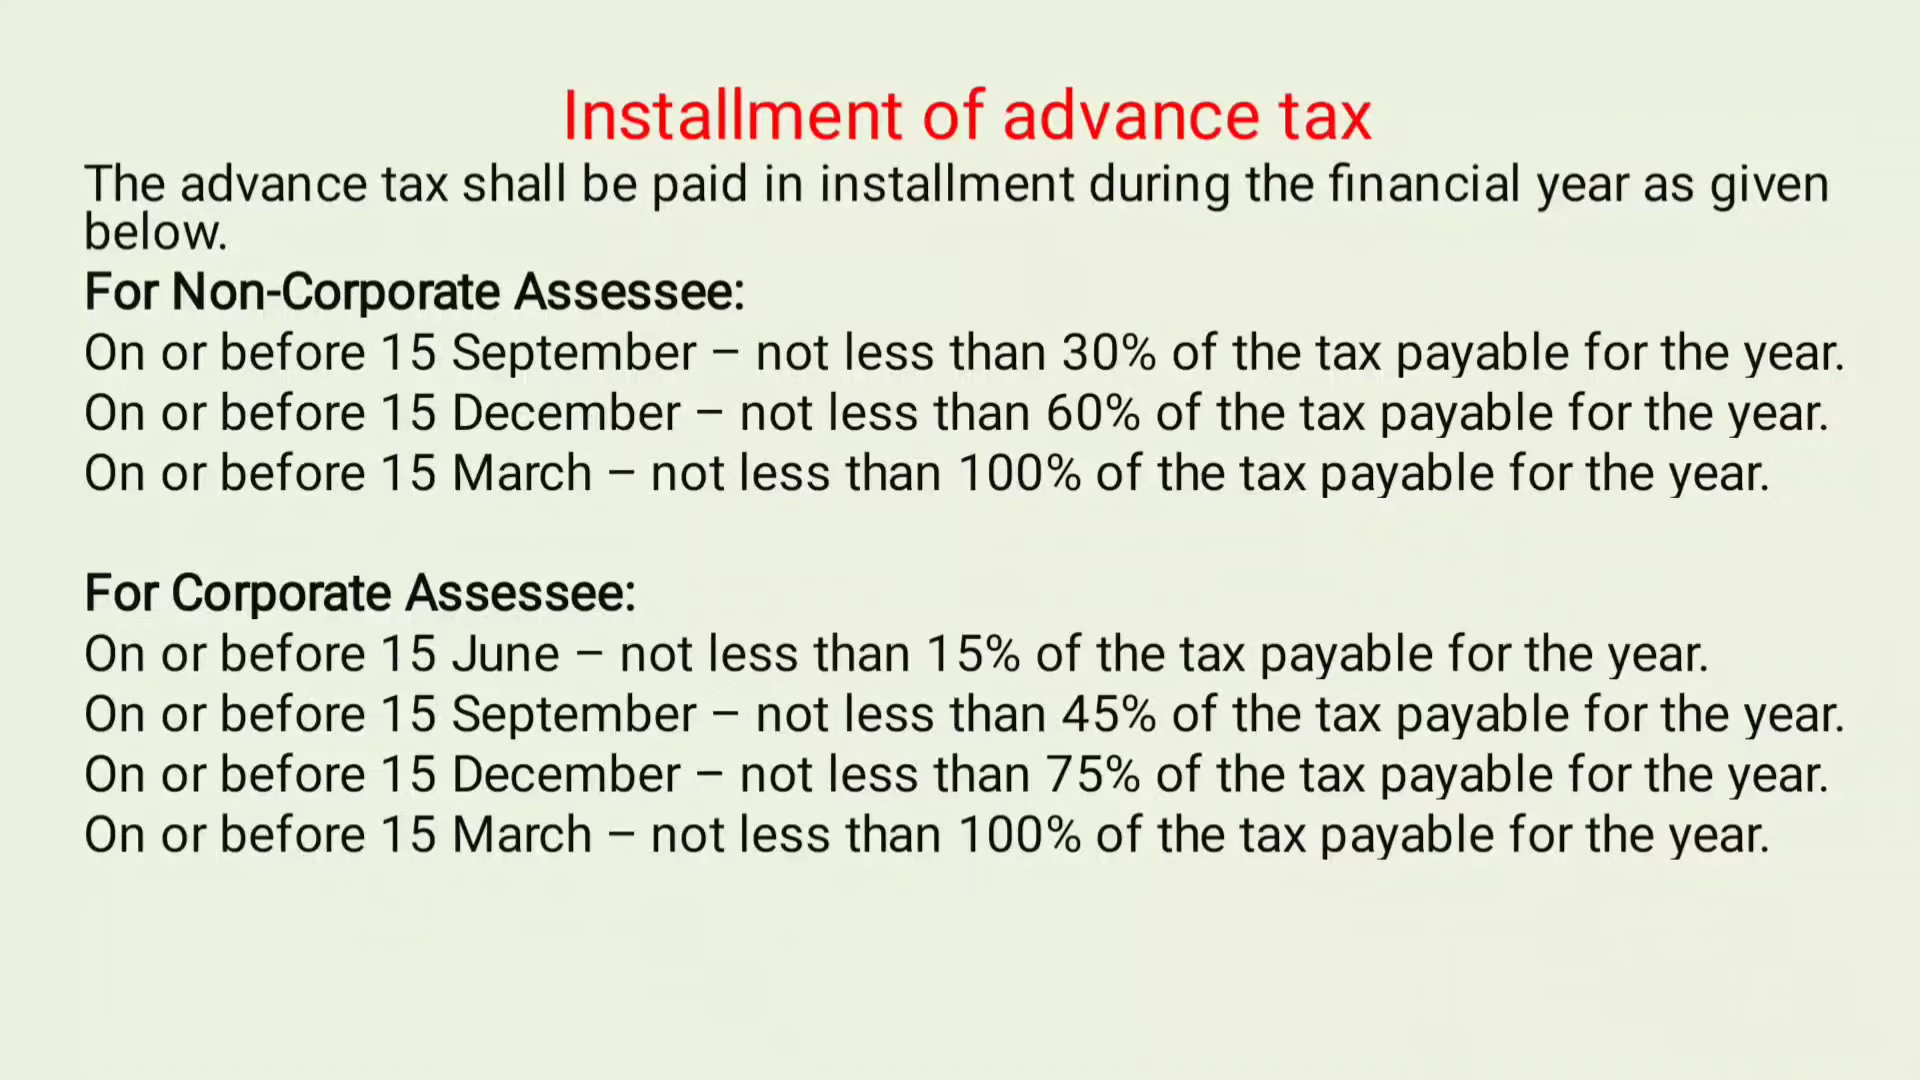 Installment of advance tax
The advance tax shall be paid in installment during the financial year as given
below.
For Non-Corporate Assessee:
On or before 15 September – not less than 30% of the tax payable for the year.
On or before 15 December – not less than 60% of the tax payable for the year.
On or before 15 March – not less than 100% of the tax payable for the year.
For Corporate Assessee:
On or before 15 June – not less than 15% of the tax payable for the year.
On or before 15 September – not less than 45% of the tax payable for the year.
On or before 15 December – not less than 75% of the tax payable for the year.
On or before 15 March – not less than 100% of the tax payable for the year.